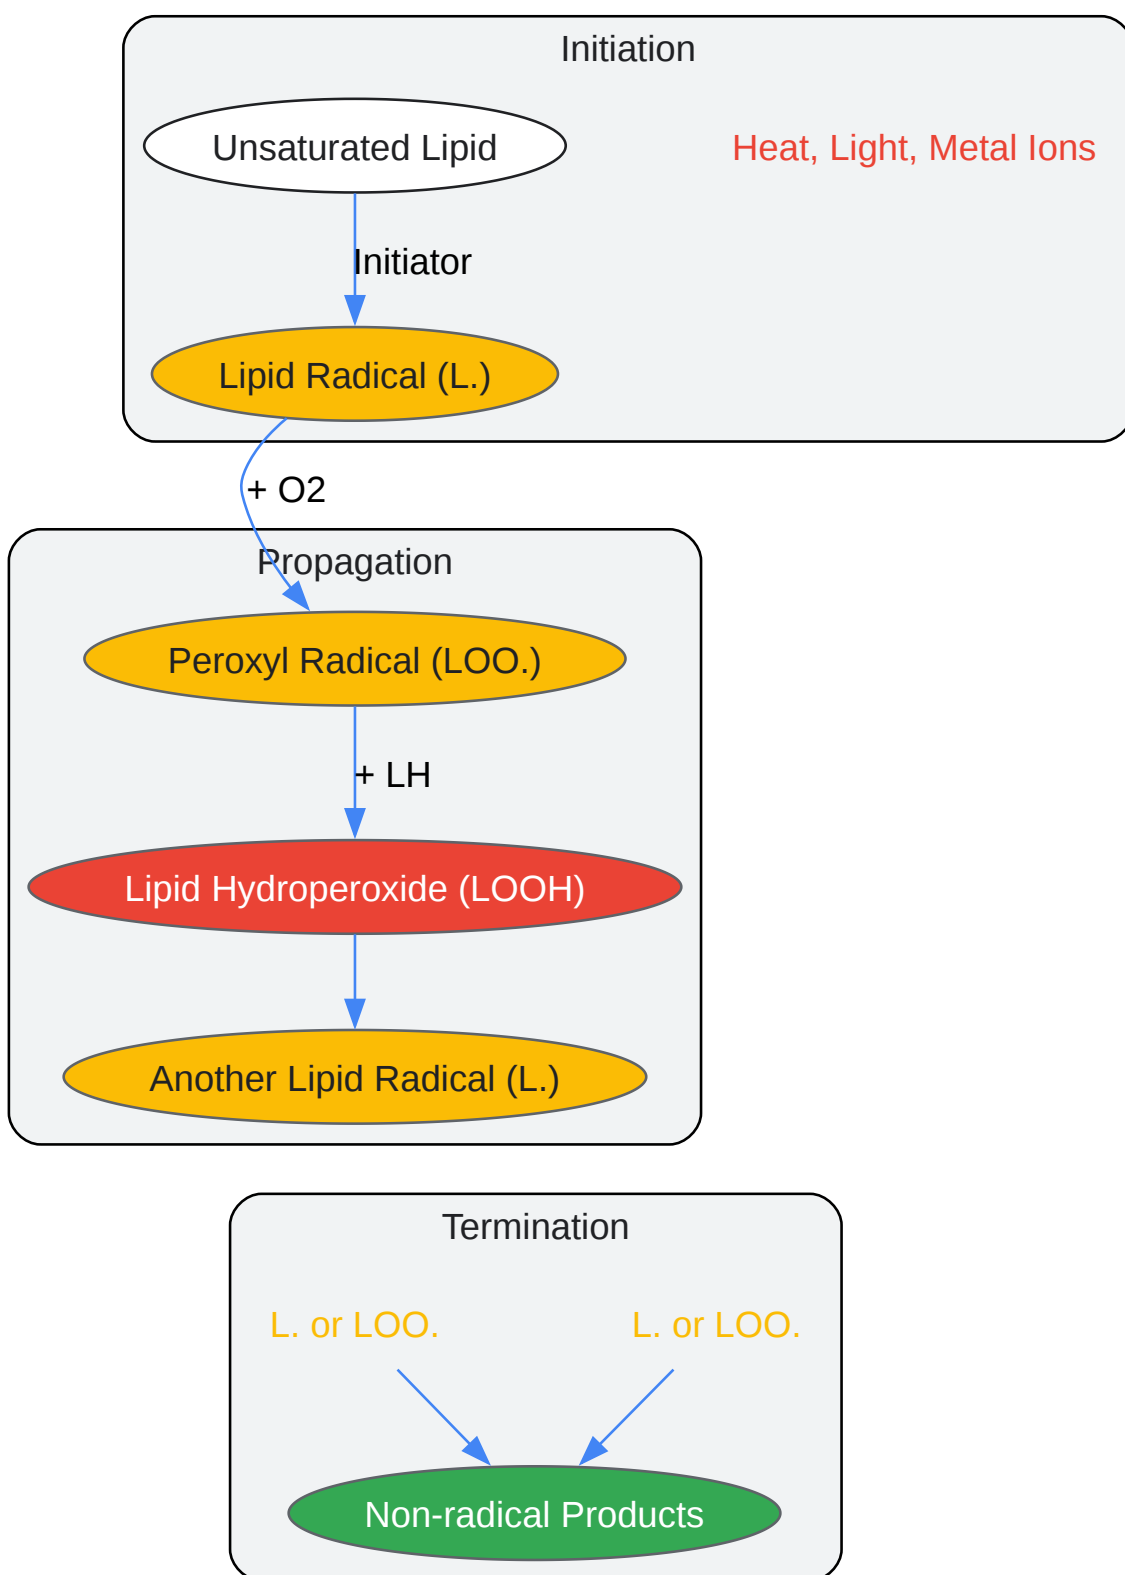 Initiation
Unsaturated Lipid
Heat, Light, Metal Ions
Initiator
Lipid Radical (L.)
+ O2
Propagation
Peroxyl Radical (LOO.)
+ LH
Lipid Hydroperoxide (LOOH)
Another Lipid Radical (L.)
Termination
L. or LOO.
L. or LOO.
Non-radical Products